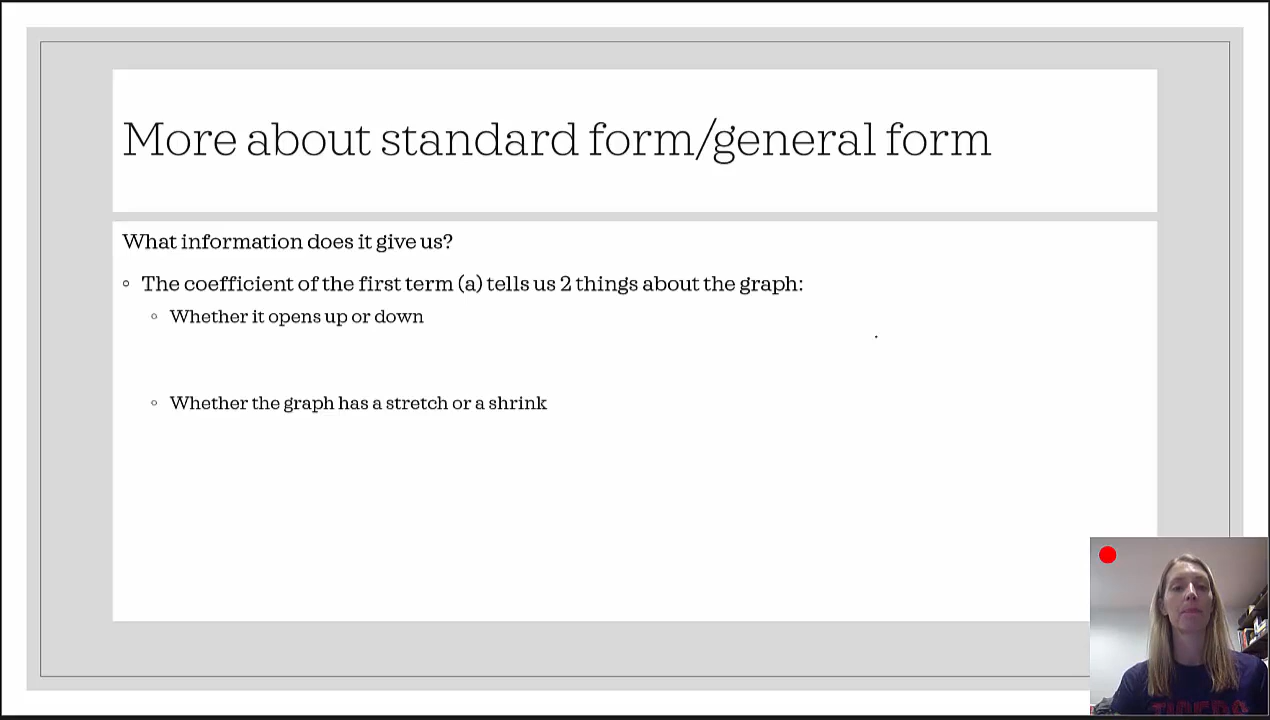 More about standard form/general form
What information does it give us?
The coefficient of the first term (a) tells us 2 things about the graph:
Whether it opens up or down
Whether the graph has a stretch or a shrink
TIGERS